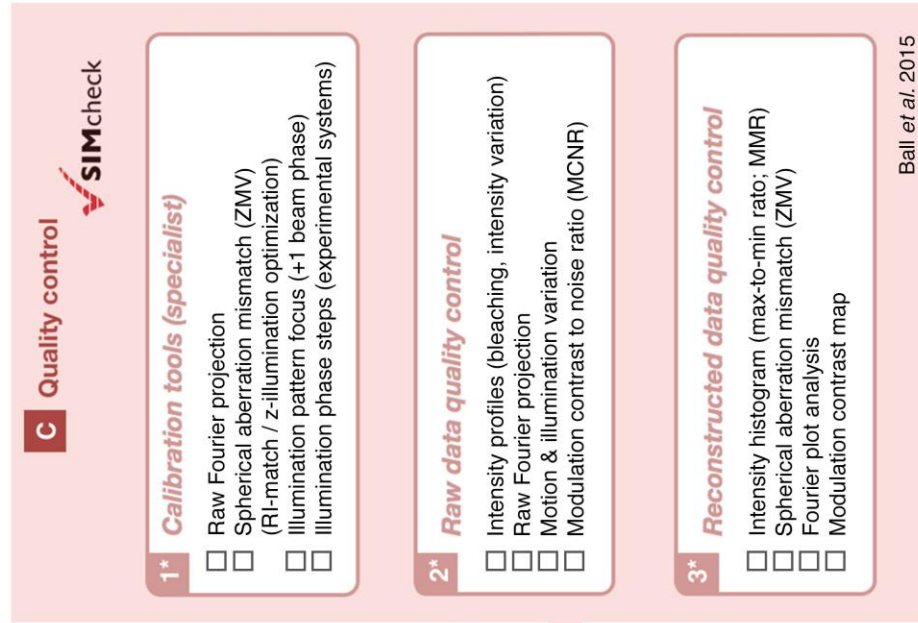 C Quality control
SIMcheck
1* Calibration tools (specialist)
Raw Fourier projection
Spherical aberration mismatch (ZMV)
(RI-match / z-illumination optimization)
Illumination pattern focus (+1 beam phase)
Illumination phase steps (experimental systems)
2* Raw data quality control
Intensity profiles (bleaching, intensity variation)
Raw Fourier projection
Motion & illumination variation
Modulation contrast to noise ratio (MCNR)
3* Reconstructed data quality control
Intensity histogram (max-to-min rato; MMR)
Spherical aberration mismatch (ZMV)
Fourier plot analysis
Modulation contrast map
Ball et al. 2015